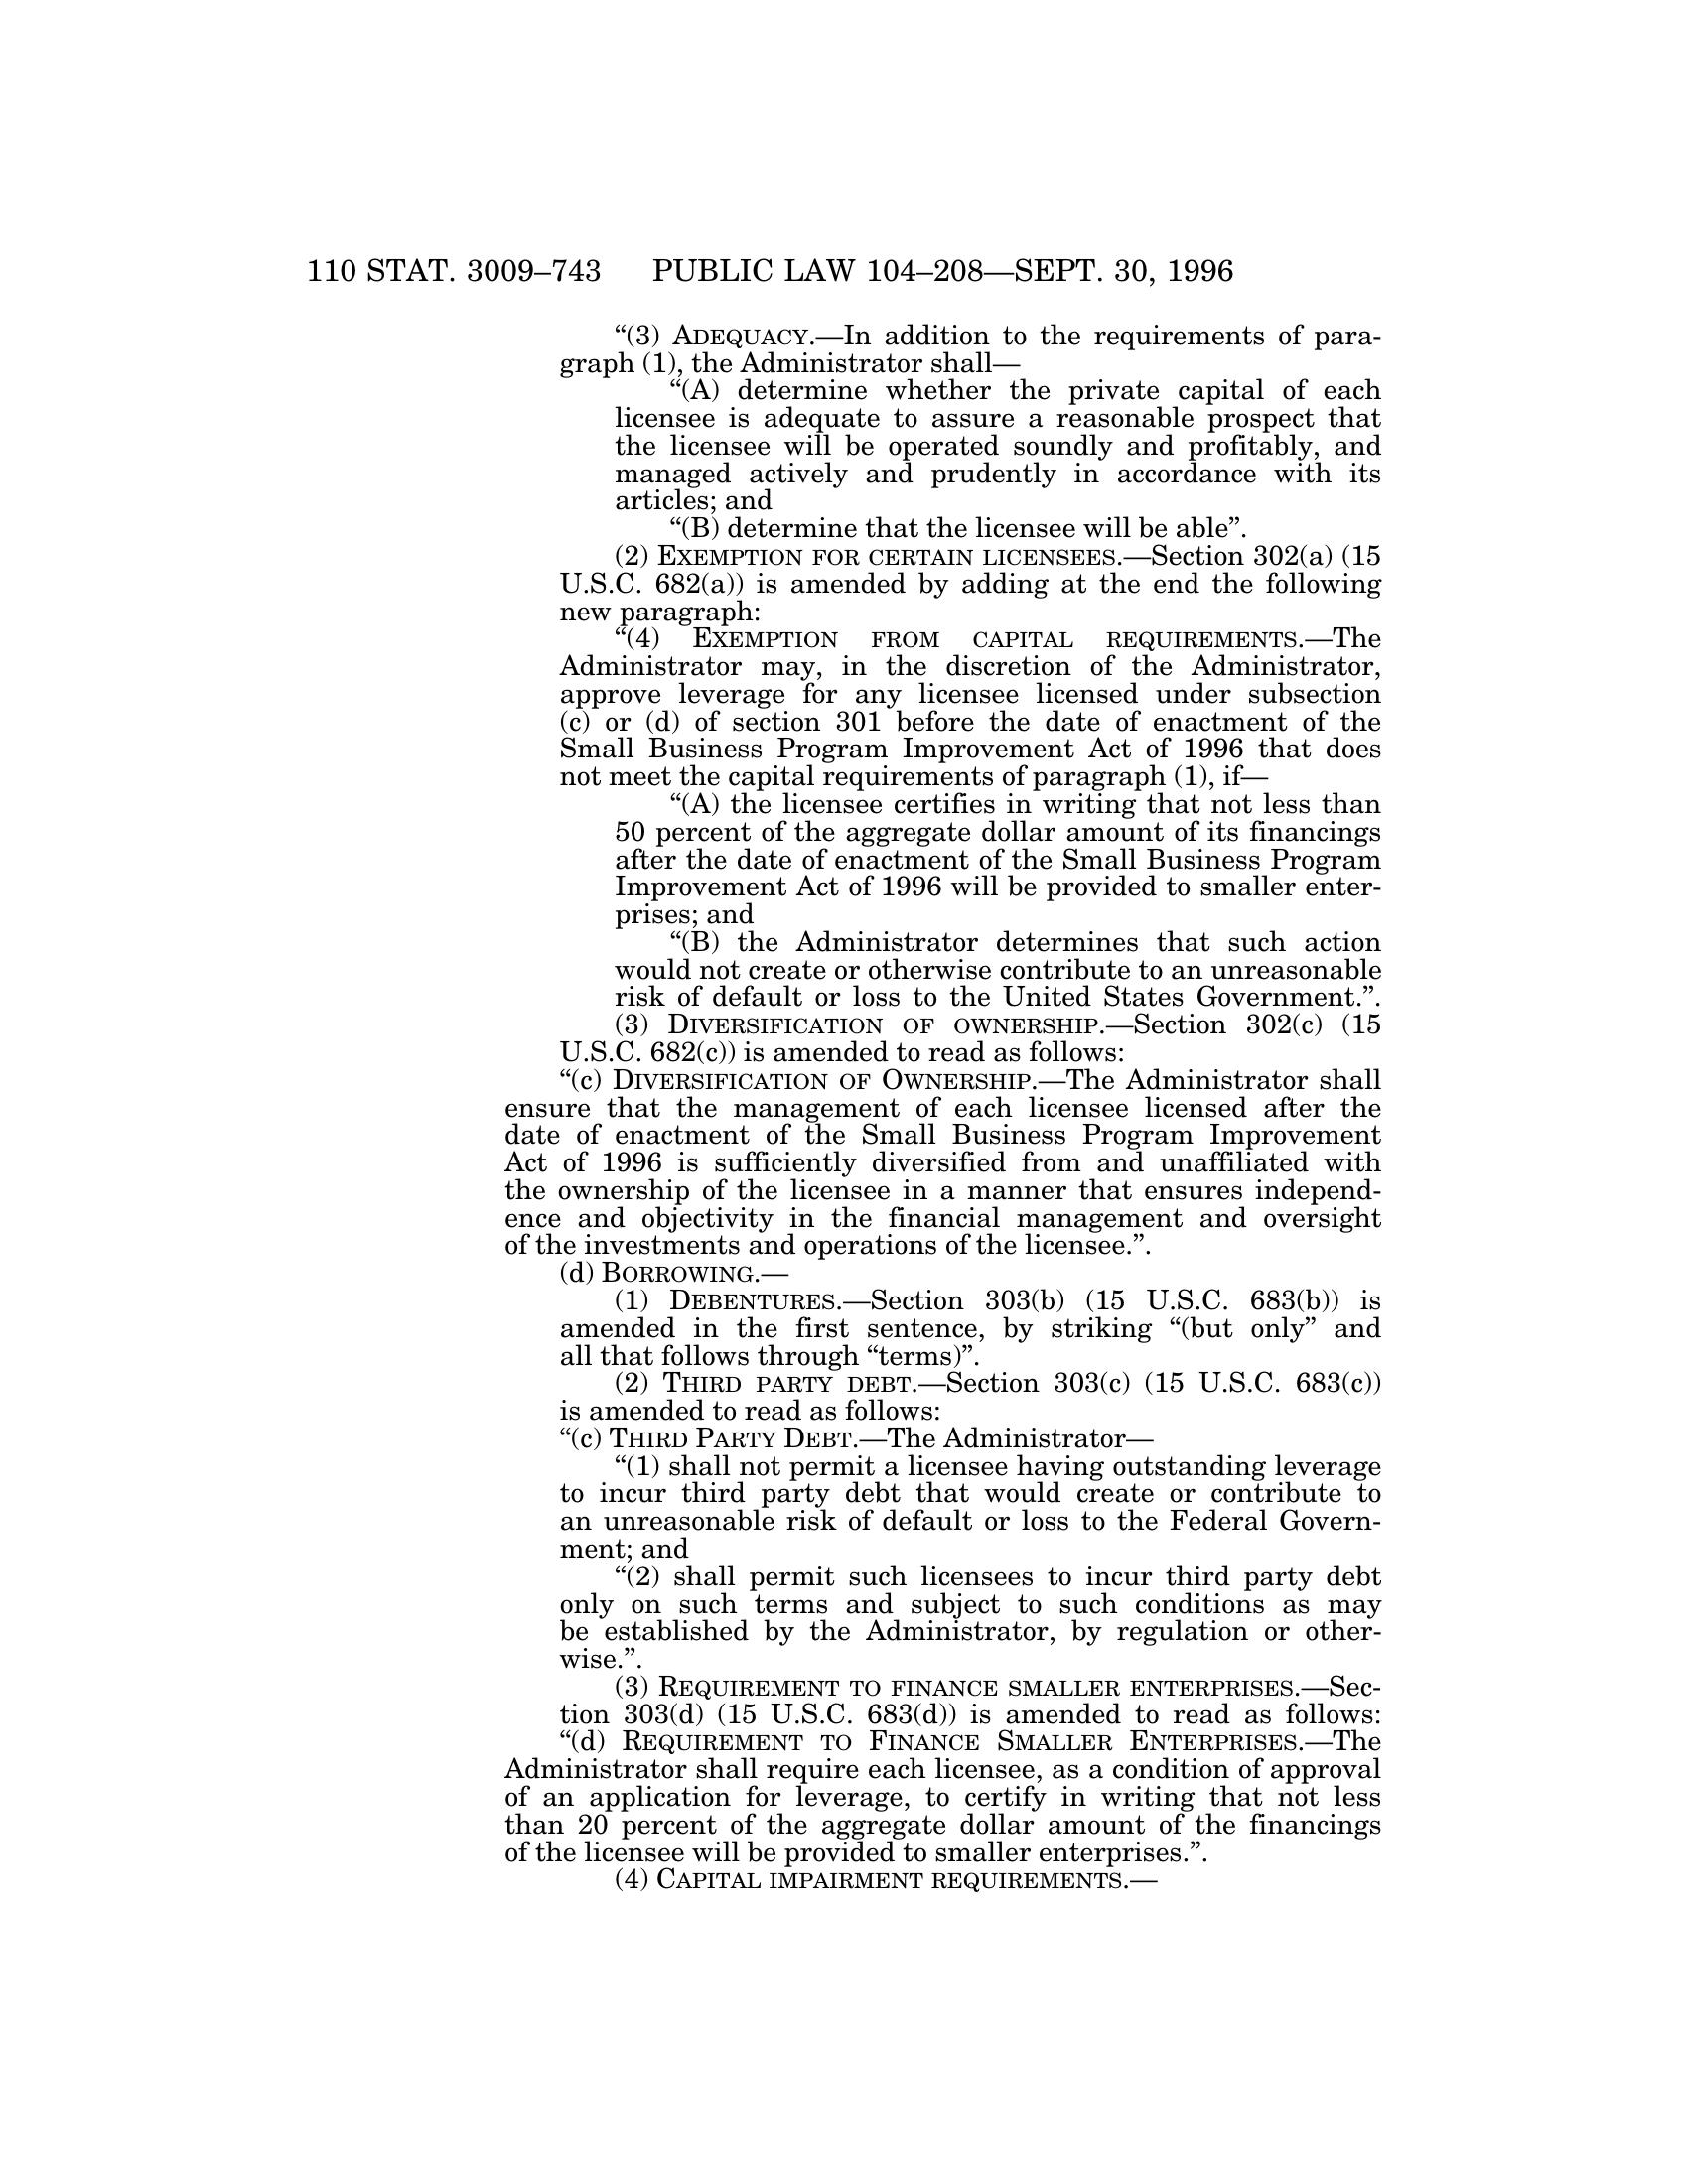 110 STAT. 3009–743 PUBLIC LAW 104–208—SEPT. 30, 1996
“(3) ADEQUACY.—In addition to the requirements of para-
graph (1), the Administrator shall—
“(A) determine whether the private capital of each
licensee is adequate to assure a reasonable prospect that
the licensee will be operated soundly and profitably, and
managed actively and prudently in accordance with its
articles; and
“(B) determine that the licensee will be able”.
(2) EXEMPTION FOR CERTAIN LICENSEES.—Section 302(a) (15
U.S.C. 682(a)) is amended by adding at the end the following
new paragraph:
“(4) EXEMPTION FROM CAPITAL REQUIREMENTS.—The
Administrator may, in the discretion of the Administrator,
approve leverage for any licensee licensed under subsection
(c) or (d) of section 301 before the date of enactment of the
Small Business Program Improvement Act of 1996 that does
not meet the capital requirements of paragraph (1), if—
“(A) the licensee certifies in writing that not less than
50 percent of the aggregate dollar amount of its financings
after the date of enactment of the Small Business Program
Improvement Act of 1996 will be provided to smaller enter-
prises; and
“(B) the Administrator determines that such action
would not create or otherwise contribute to an unreasonable
risk of default or loss to the United States Government.”.
(3) DIVERSIFICATION OF OWNERSHIP.—Section 302(c) (15
U.S.C. 682(c)) is amended to read as follows:
“(c) DIVERSIFICATION OF OWNERSHIP.—The Administrator shall
ensure that the management of each licensee licensed after the
date of enactment of the Small Business Program Improvement
Act of 1996 is sufficiently diversified from and unaffiliated with
the ownership of the licensee in a manner that ensures independ-
ence and objectivity in the financial management and oversight
of the investments and operations of the licensee.”.
(d) BORROWING.—
(1) DEBENTURES.—Section 303(b) (15 U.S.C. 683(b)) is
amended in the first sentence, by striking “(but only” and
all that follows through “terms)”.
(2) THIRD PARTY DEBT.—Section 303(c) (15 U.S.C. 683(c))
is amended to read as follows:
“(c) THIRD PARTY DEBT.—The Administrator—
“(1) shall not permit a licensee having outstanding leverage
to incur third party debt that would create or contribute to
an unreasonable risk of default or loss to the Federal Govern-
ment; and
“(2) shall permit such licensees to incur third party debt
only on such terms and subject to such conditions as may
be established by the Administrator, by regulation or other-
wise.”.
(3) REQUIREMENT TO FINANCE SMALLER ENTERPRISES.—Sec-
tion 303(d) (15 U.S.C. 683(d)) is amended to read as follows:
“(d) REQUIREMENT TO FINANCE SMALLER ENTERPRISES.—The
Administrator shall require each licensee, as a condition of approval
of an application for leverage, to certify in writing that not less
than 20 percent of the aggregate dollar amount of the financings
of the licensee will be provided to smaller enterprises.”.
(4) CAPITAL IMPAIRMENT REQUIREMENTS.—